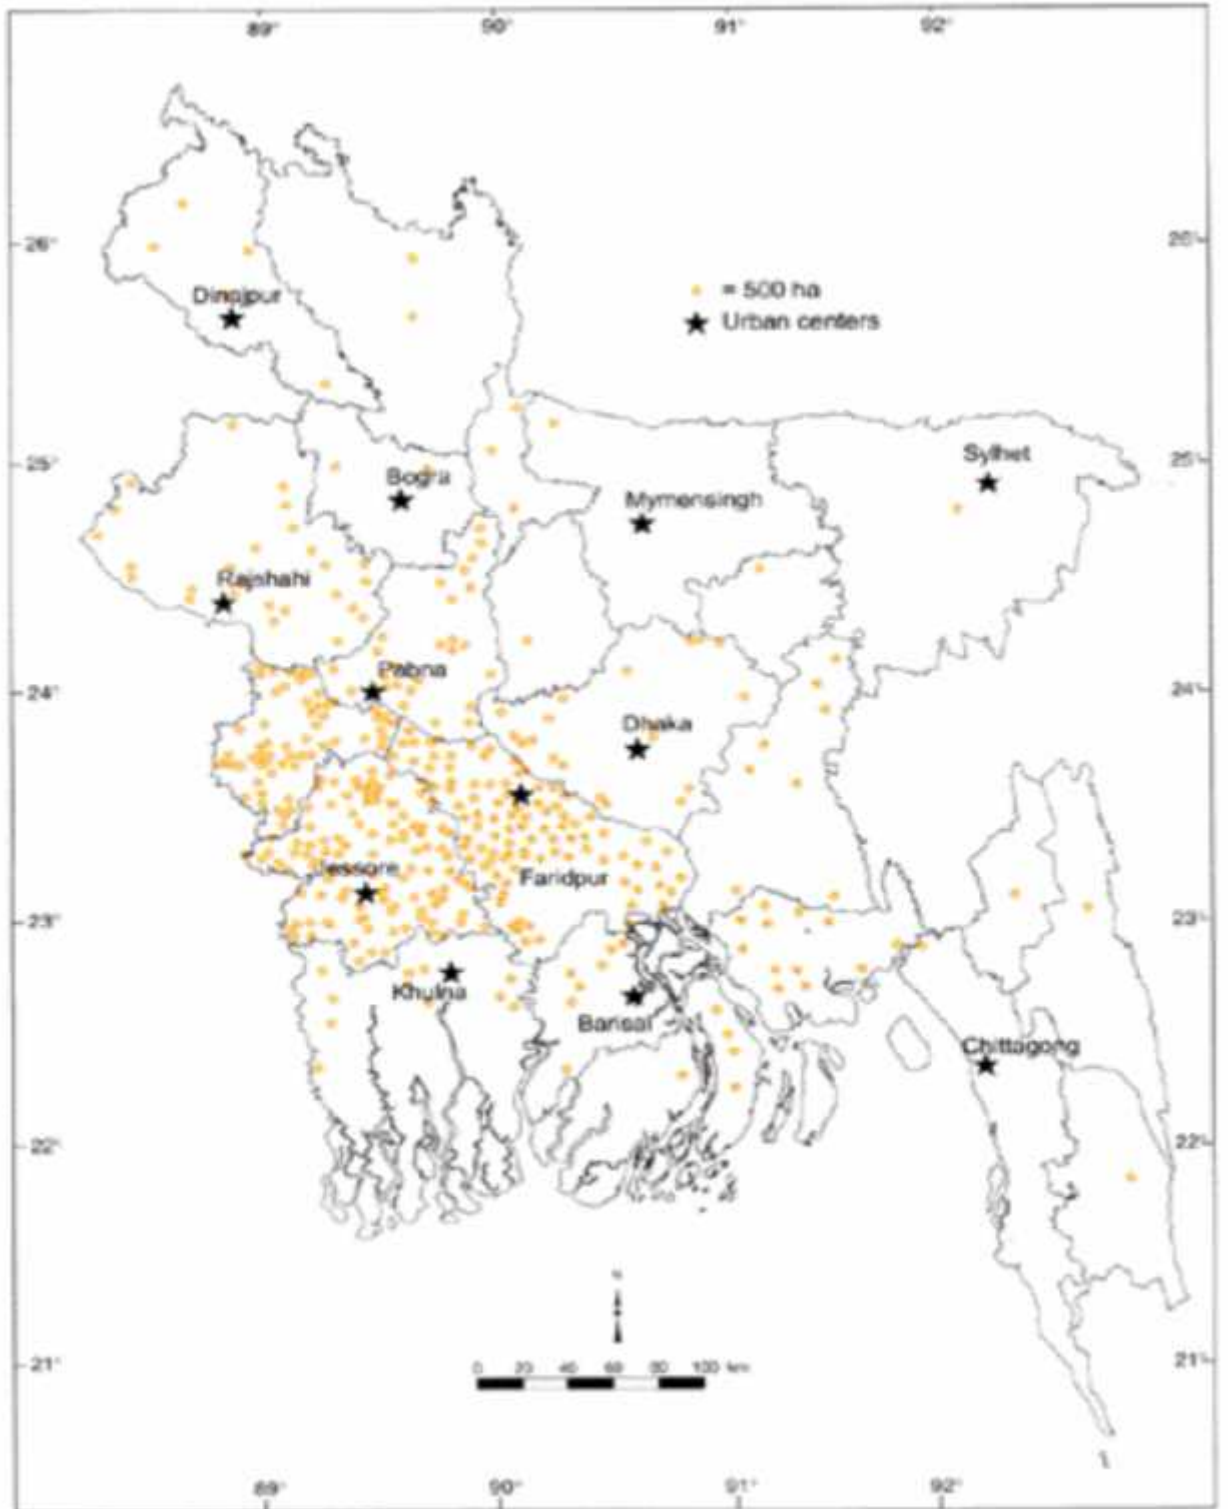 89° 90° 91° 92°
26° 26°
Dinajpur
= 500 ha
Urban centers
25° 25°
Sylhet
Bogra
Mymensingh
Rajshahi
24° 24°
Pabna
Dhaka
Jessore
Faridpur
23° 23°
Khulna
Barisal
Chittagong
22° 22°
N
0 20 40 60 80 100 km
21° 21°
89° 90° 91° 92°